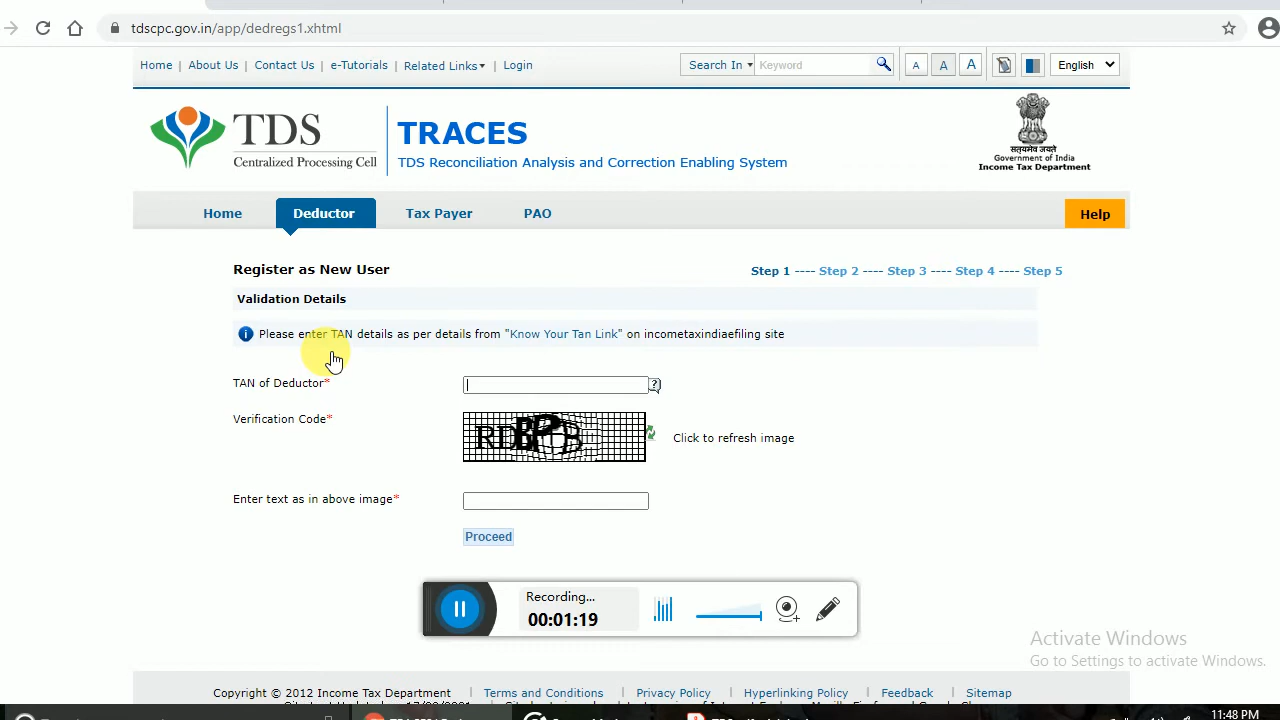 tdscpc.gov.in/app/dedregs1.xhtml
Home | About Us | Contact Us | e-Tutorials | Related Links | Login
Search In Keyword A A A English
TDS
Centralized Processing Cell
TRACES
TDS Reconciliation Analysis and Correction Enabling System
सत्यमेव जयते
Government of India
Income Tax Department
Home Deductor Tax Payer PAO Help
Register as New User
Step 1 ---- Step 2 ---- Step 3 ---- Step 4 ---- Step 5
Validation Details
Please enter TAN details as per details from "Know Your Tan Link" on incometaxindiaefiling site
TAN of Deductor*
?
Verification Code*
Click to refresh image
Enter text as in above image*
Proceed
Recording...
00:01:19
Activate Windows
Go to Settings to activate Windows.
Copyright © 2012 Income Tax Department | Terms and Conditions | Privacy Policy | Hyperlinking Policy | Feedback | Sitemap
11:48 PM